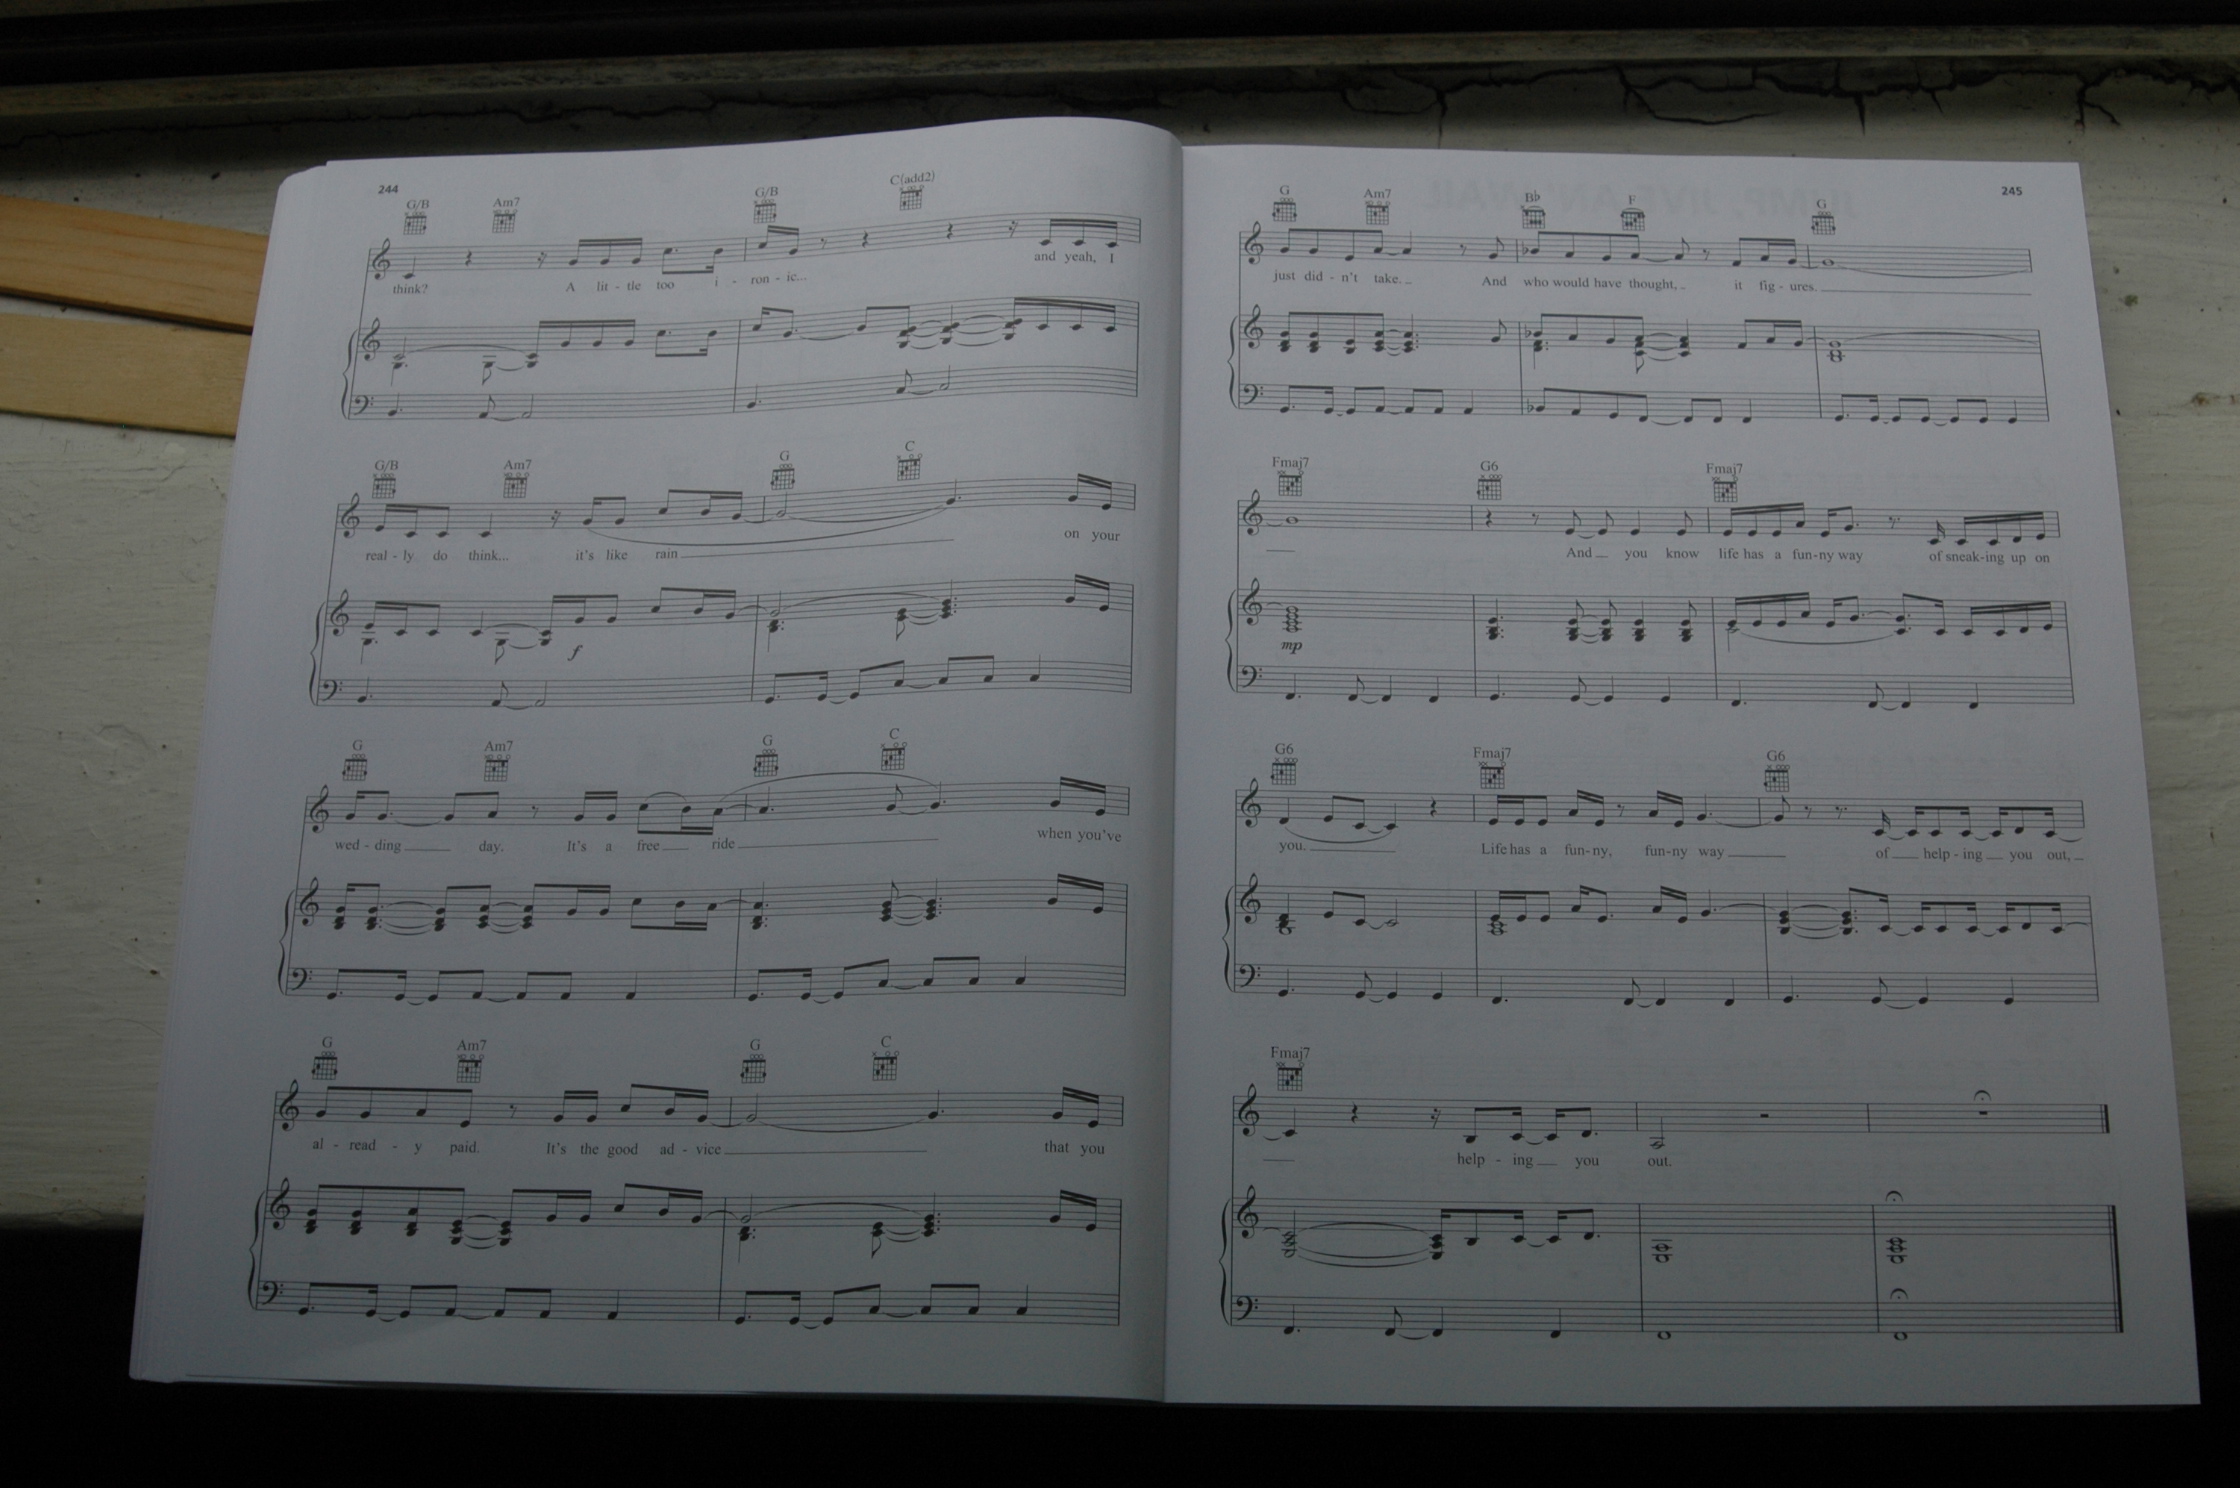 244
G/B Am7 G/B C(add2)
think? A lit - tle too i - ron - ic... and yeah, I
G/B Am7 G C
real - ly do think... it's like rain on your
f
G Am7 G C
wed - ding day. It's a free ride when you've
G Am7 G C
al - read - y paid. It's the good ad - vice that you
245
G Am7 B♭ F G
just did - n't take. And who would have thought, it fig - ures.
Fmaj7 G6 Fmaj7
And you know life has a fun-ny way of sneak-ing up on
mp
G6 Fmaj7 G6
you. Life has a fun-ny, fun-ny way of help - ing you out,
Fmaj7
help - ing you out.